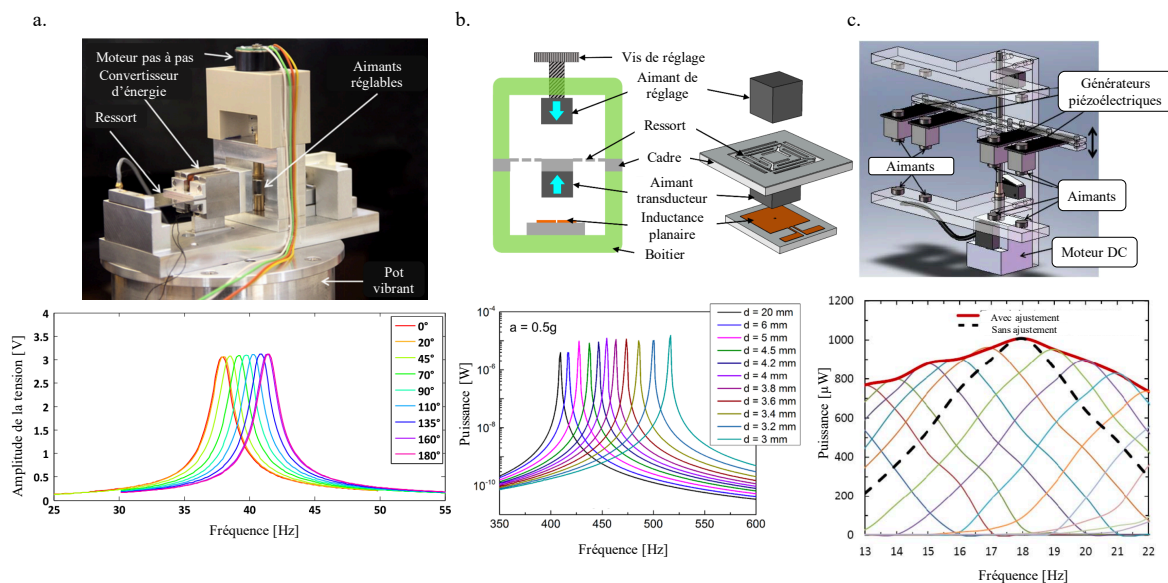 a.
Moteur pas à pas
Convertisseur
d'énergie
Ressort
Aimants
réglables
Pot
vibrant
Amplitude de la tension [V]
4
3.5
3
2.5
2
1.5
1
0.5
0
25
30
35
40
45
50
55
Fréquence [Hz]
0°
20°
45°
70°
90°
110°
135°
160°
180°
b.
Vis de réglage
Aimant de
réglage
Ressort
Cadre
Aimant
transducteur
Inductance
planaire
Boitier
Puissance [W]
10⁻⁴
10⁻⁶
10⁻⁸
10⁻¹⁰
a = 0.5g
350
400
450
500
550
600
Fréquence [Hz]
d = 20 mm
d = 6 mm
d = 5 mm
d = 4.5 mm
d = 4.2 mm
d = 4 mm
d = 3.8 mm
d = 3.6 mm
d = 3.4 mm
d = 3.2 mm
d = 3 mm
c.
Générateurs
piézoélectriques
Aimants
Aimants
Moteur DC
Puissance [µW]
1200
1000
800
600
400
200
0
Avec ajustement
Sans ajustement
13
14
15
16
17
18
19
20
21
22
Fréquence [Hz]